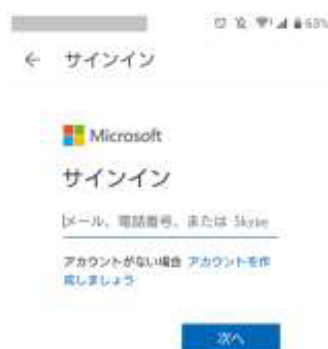 63%
← サインイン
Microsoft
サインイン
メール、電話番号、または Skype
アカウントがない場合 アカウントを作
成しましょう
次へ